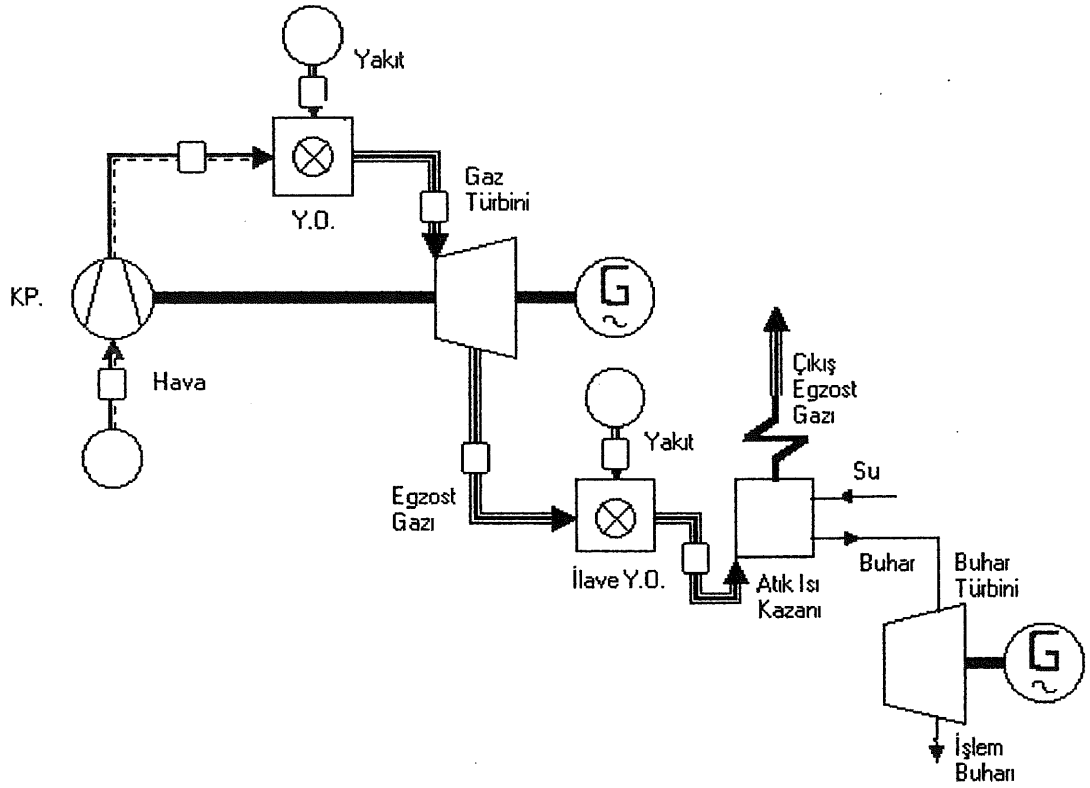 Yakıt
Gaz
Türbini
Y.O.
KP.
G
Hava
Çıkış
Egzost
Gazı
Yakıt
Su
Egzost
Gazı
Buhar
Buhar
Türbini
İlave Y.O.
Atık Isı
Kazanı
G
İşlem
Buharı